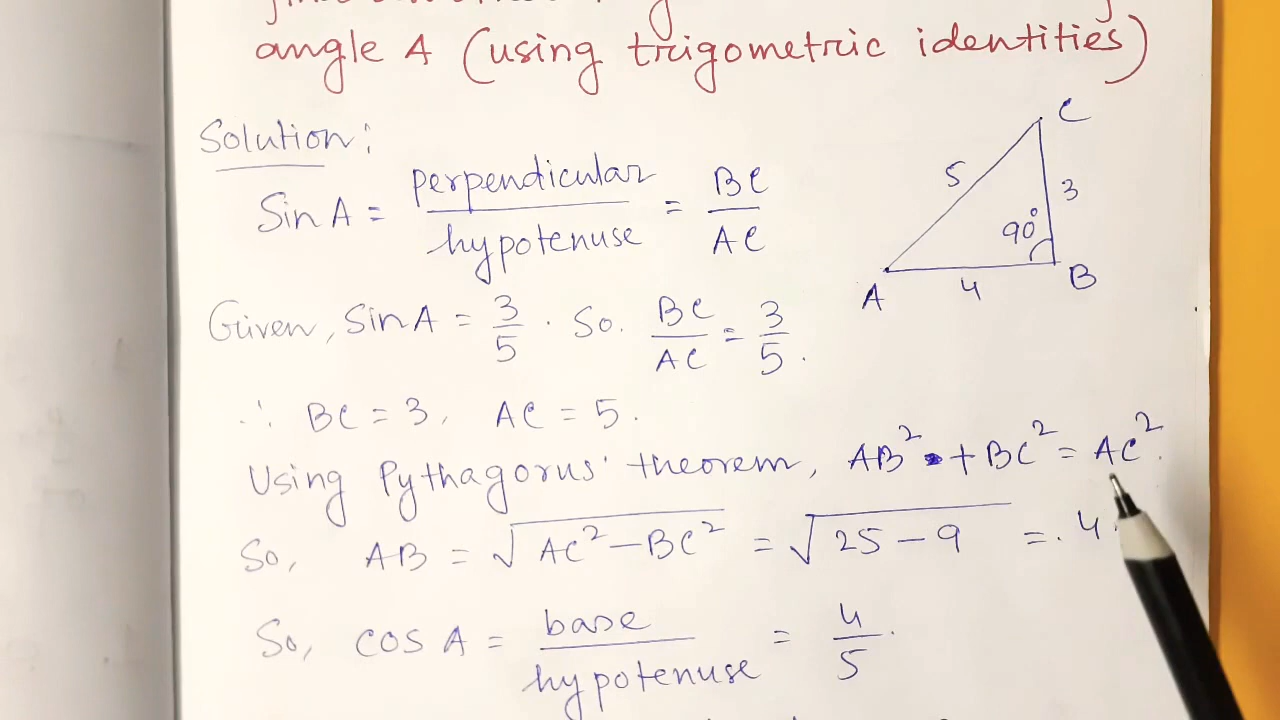 angle A (using trigometric identities)
Solution:
Sin A = perpendicular / hypotenuse = BC / AC
C
5
3
90°
A
4
B
Given, Sin A = 3/5 . So. BC/AC = 3/5 .
∴ BC = 3, AC = 5.
Using Pythagorus' theorem, AB² + BC² = AC².
So, AB = √(AC² – BC²) = √(25 – 9) = . 4.
So, COS A = base / hypotenuse = 4/5 .